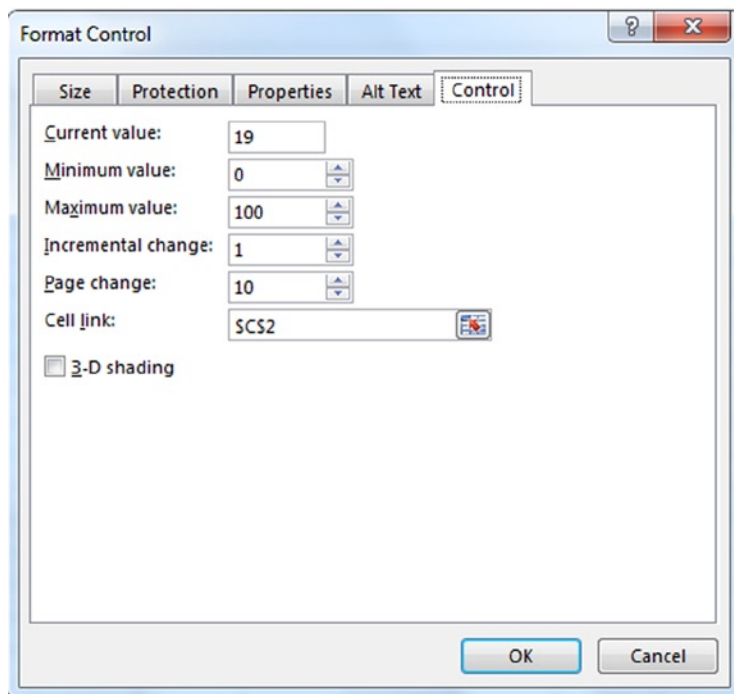 Format Control
Size Protection Properties Alt Text Control
Current value: 19
Minimum value: 0
Maximum value: 100
Incremental change: 1
Page change: 10
Cell link: $C$2
3-D shading
OK Cancel